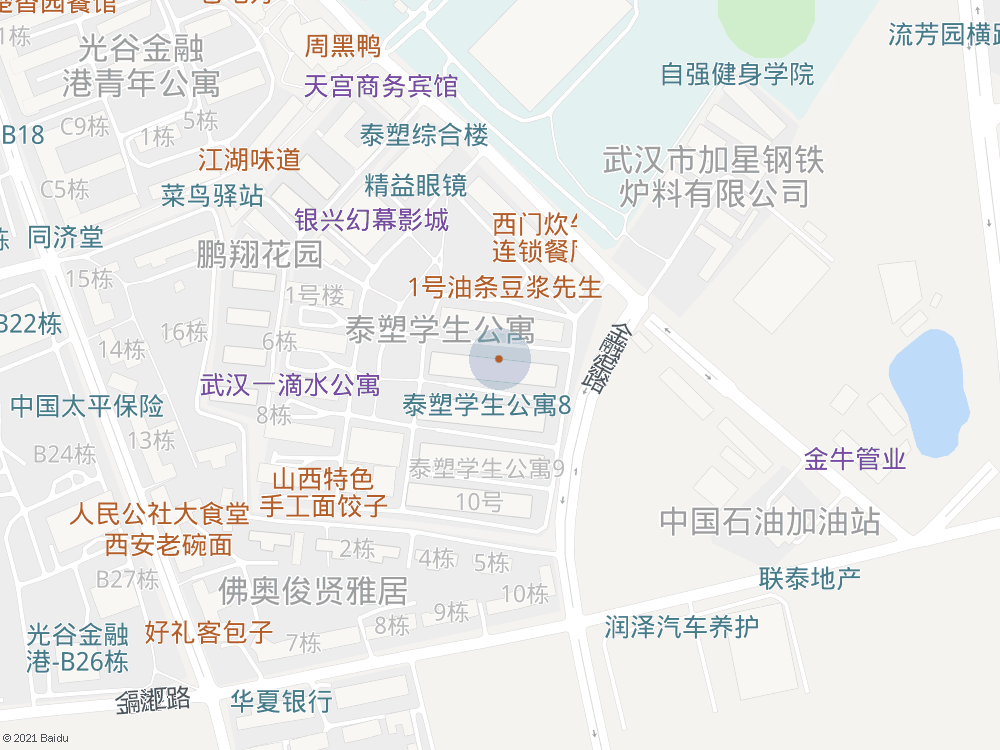 周黑鸭
流芳园横路
光谷金融
港青年公寓
天宫商务宾馆
自强健身学院
1栋
C9栋
5栋
1栋
B18
泰塑综合楼
江湖味道
武汉市加星钢铁
炉料有限公司
C5栋
菜鸟驿站
精益眼镜
银兴幻幕影城
西门炊
连锁餐
栋
同济堂
鹏翔花园
15栋
1号楼
1号油条豆浆先生
B22栋
16栋
6栋
14栋
泰塑学生公寓
武汉一滴水公寓
中国太平保险
8栋
泰塑学生公寓8
13栋
B24栋
泰塑学生公寓9
金牛管业
山西特色
手工面饺子
10号
人民公社大食堂
西安老碗面
中国石油加油站
2栋
4栋
5栋
B27栋
佛奥俊贤雅居
联泰地产
10栋
9栋
8栋
7栋
光谷金融
港-B26栋
好礼客包子
润泽汽车养护
华夏银行
© 2021 Baidu